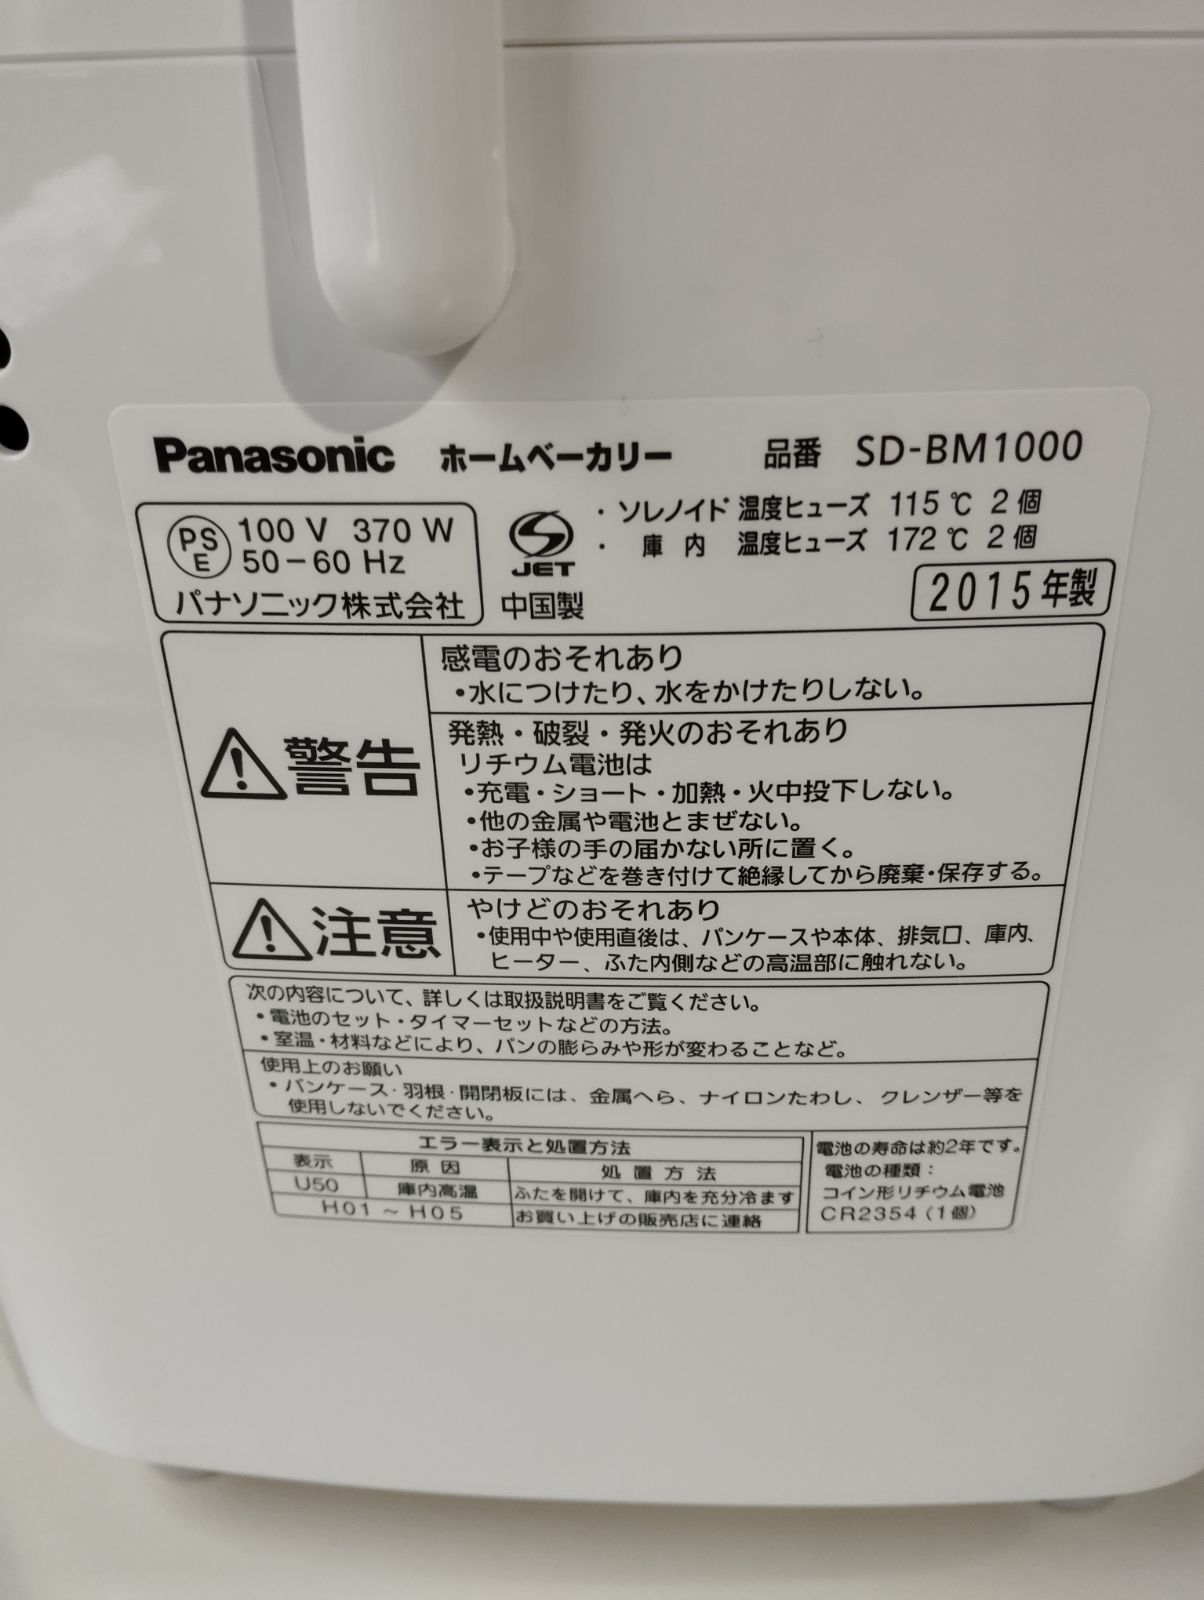 Panasonic ホームベーカリー 品番 SD-BM1000
PSE 100 V 370 W
50-60 Hz
パナソニック株式会社
JET
中国製
・ソレノイド 温度ヒューズ 115℃ 2個
・庫内 温度ヒューズ 172℃ 2個
2015年製
警告
感電のおそれあり
・水につけたり、水をかけたりしない。
発熱・破裂・発火のおそれあり
リチウム電池は
・充電・ショート・加熱・火中投下しない。
・他の金属や電池とまぜない。
・お子様の手の届かない所に置く。
・テープなどを巻き付けて絶縁してから廃棄・保存する。
注意
やけどのおそれあり
・使用中や使用直後は、パンケースや本体、排気口、庫内、
ヒーター、ふた内側などの高温部に触れない。
次の内容について、詳しくは取扱説明書をご覧ください。
・電池のセット・タイマーセットなどの方法。
・室温・材料などにより、パンの膨らみや形が変わることなど。
使用上のお願い
・パンケース・羽根・開閉板には、金属へら、ナイロンたわし、クレンザー等を
使用しないでください。
エラー表示と処置方法
表示 原因 処置方法
U50 庫内高温 ふたを開けて、庫内を充分冷ます
H01 ~ H05 お買い上げの販売店に連絡
電池の寿命は約2年です。
電池の種類：
コイン形リチウム電池
CR2354（1個）